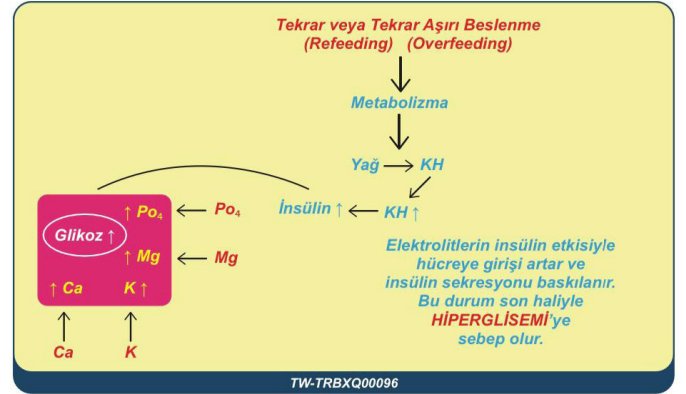 Tekrar veya Tekrar Aşırı Beslenme
(Refeeding) (Overfeeding)
Metabolizma
Yağ → KH
İnsülin ↑ ← KH ↑
↑ Po₄ ← Po₄
Glikoz ↑
↑ Mg ← Mg
↑ Ca K ↑
Ca K
Elektrolitlerin insülin etkisiyle
hücreye girişi artar ve
insülin sekresyonu baskılanır.
Bu durum son haliyle
HİPERGLİSEMİ'ye
sebep olur.
TW-TRBXQ00096